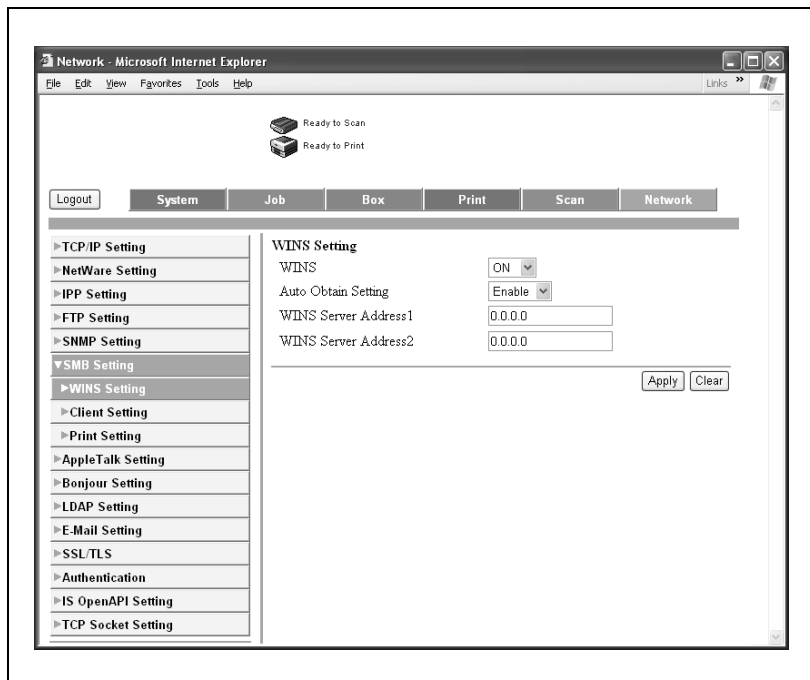 Network - Microsoft Internet Explorer
File Edit View Favorites Tools Help Links »
Ready to Scan
Ready to Print
Logout System Job Box Print Scan Network
▶TCP/IP Setting
▶NetWare Setting
▶IPP Setting
▶FTP Setting
▶SNMP Setting
▼SMB Setting
▶WINS Setting
▶Client Setting
▶Print Setting
▶AppleTalk Setting
▶Bonjour Setting
▶LDAP Setting
▶E-Mail Setting
▶SSL/TLS
▶Authentication
▶IS OpenAPI Setting
▶TCP Socket Setting
WINS Setting
WINS ON
Auto Obtain Setting Enable
WINS Server Address1 0.0.0.0
WINS Server Address2 0.0.0.0
Apply Clear